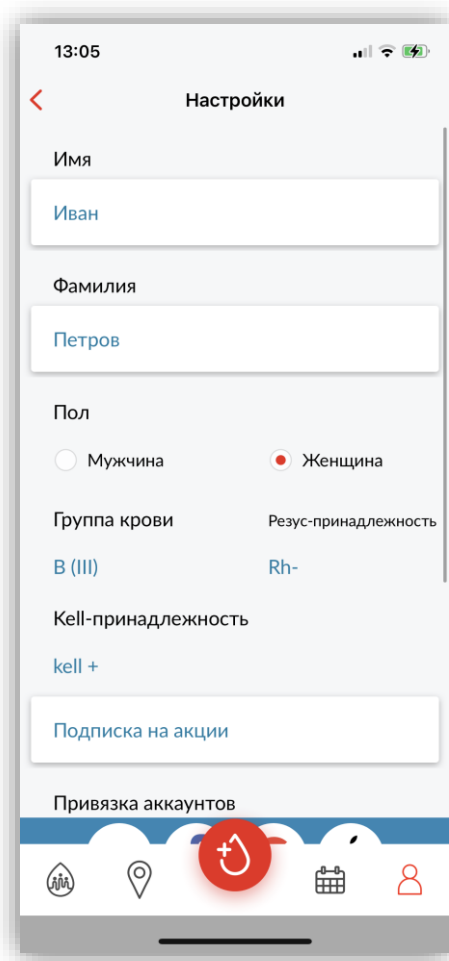 13:05
Настройки
Имя
Иван
Фамилия
Петров
Пол
Мужчина
Женщина
Группа крови
Резус-принадлежность
B (III)
Rh-
Kell-принадлежность
kell +
Подписка на акции
Привязка аккаунтов